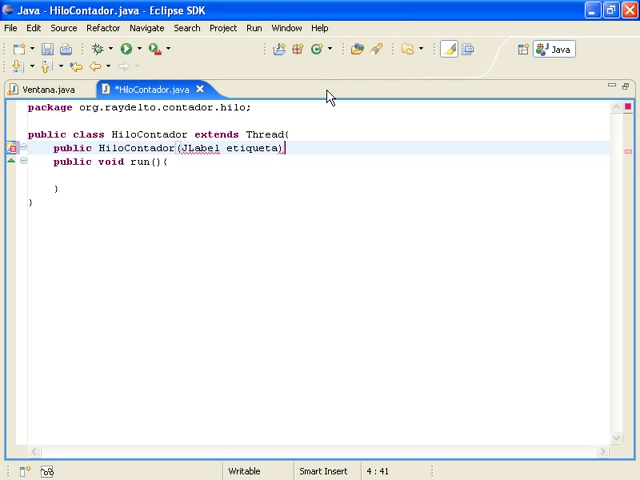 Java - HiloContador.java - Eclipse SDK
File Edit Source Refactor Navigate Search Project Run Window Help
Java
Ventana.java *HiloContador.java
package org.raydelto.contador.hilo;
public class HiloContador extends Thread{
public HiloContador(JLabel etiqueta)
public void run(){
}
}
Writable Smart Insert 4 : 41